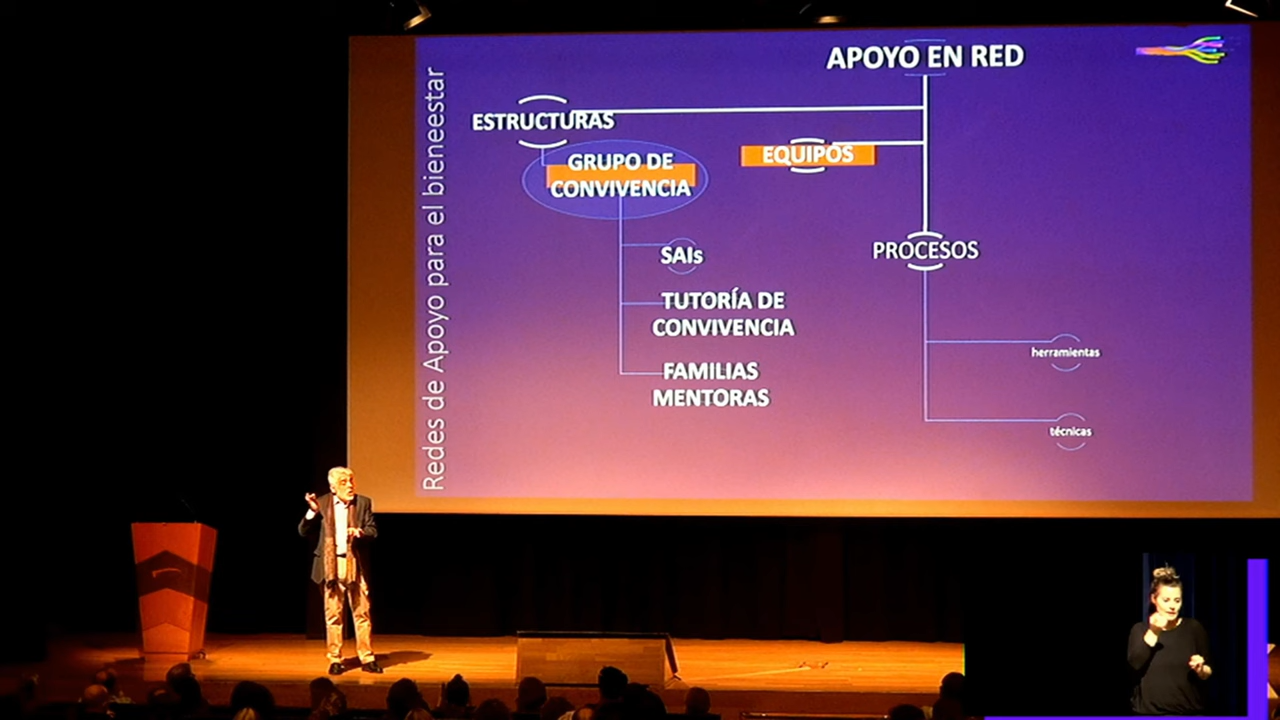 Redes de Apoyo para el bieneestar
APOYO EN RED
ESTRUCTURAS
GRUPO DE
CONVIVENCIA
EQUIPOS
SAIs
TUTORÍA DE
CONVIVENCIA
FAMILIAS
MENTORAS
PROCESOS
herramientas
técnicas